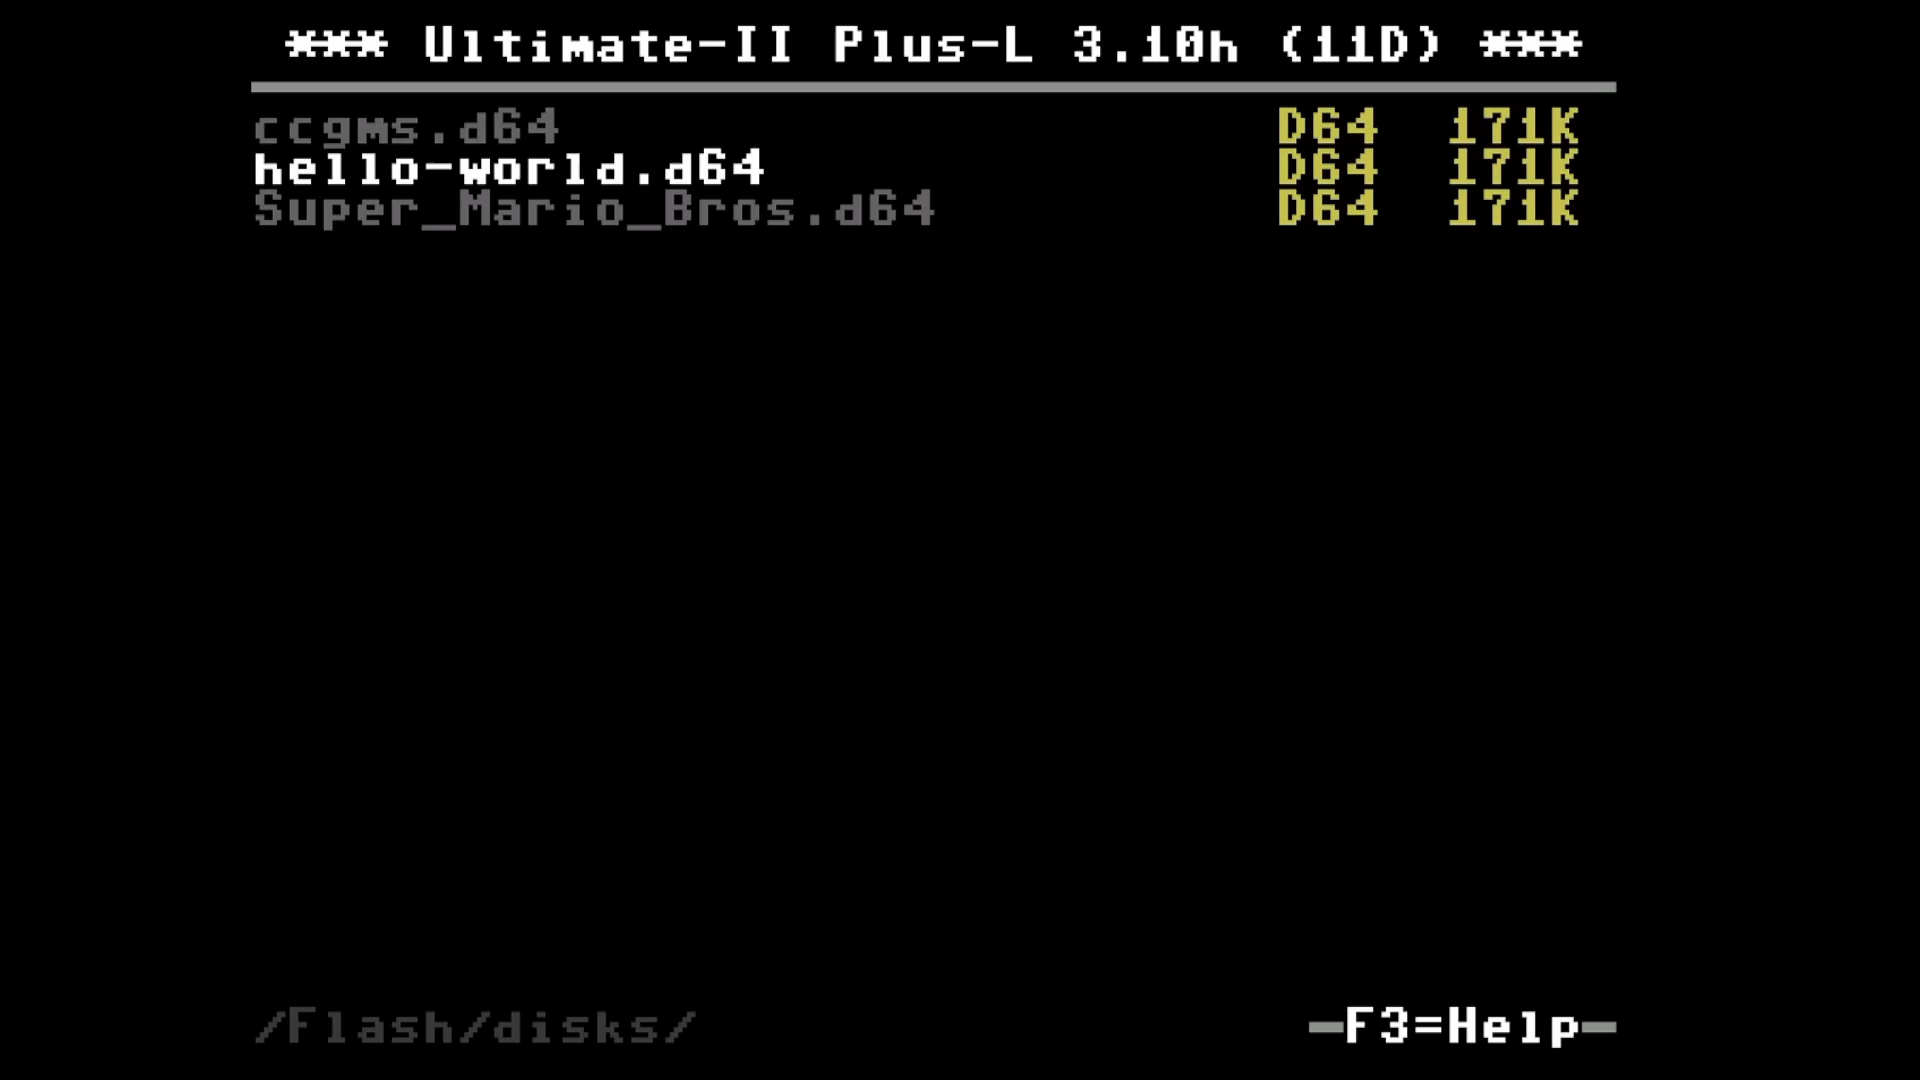 *** Ultimate-II Plus-L 3.10h (11D) ***
ccgms.d64 D64 171K
hello-world.d64 D64 171K
Super_Mario_Bros.d64 D64 171K
/Flash/disks/ F3=Help